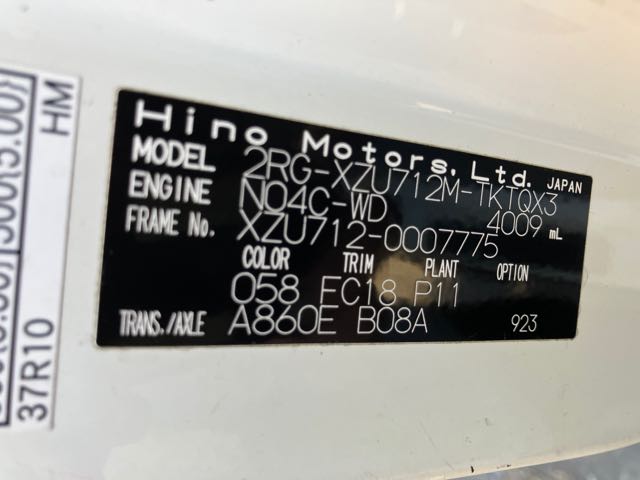 Hino Motors, Ltd. JAPAN
MODEL 2RG-XZU712M-TKTQX3
ENGINE N04C-WD 4009 mL
FRAME No. XZU712-0007775
COLOR TRIM PLANT OPTION
058 FC18 P11
TRANS./AXLE A860E B08A 923
HM
37R10